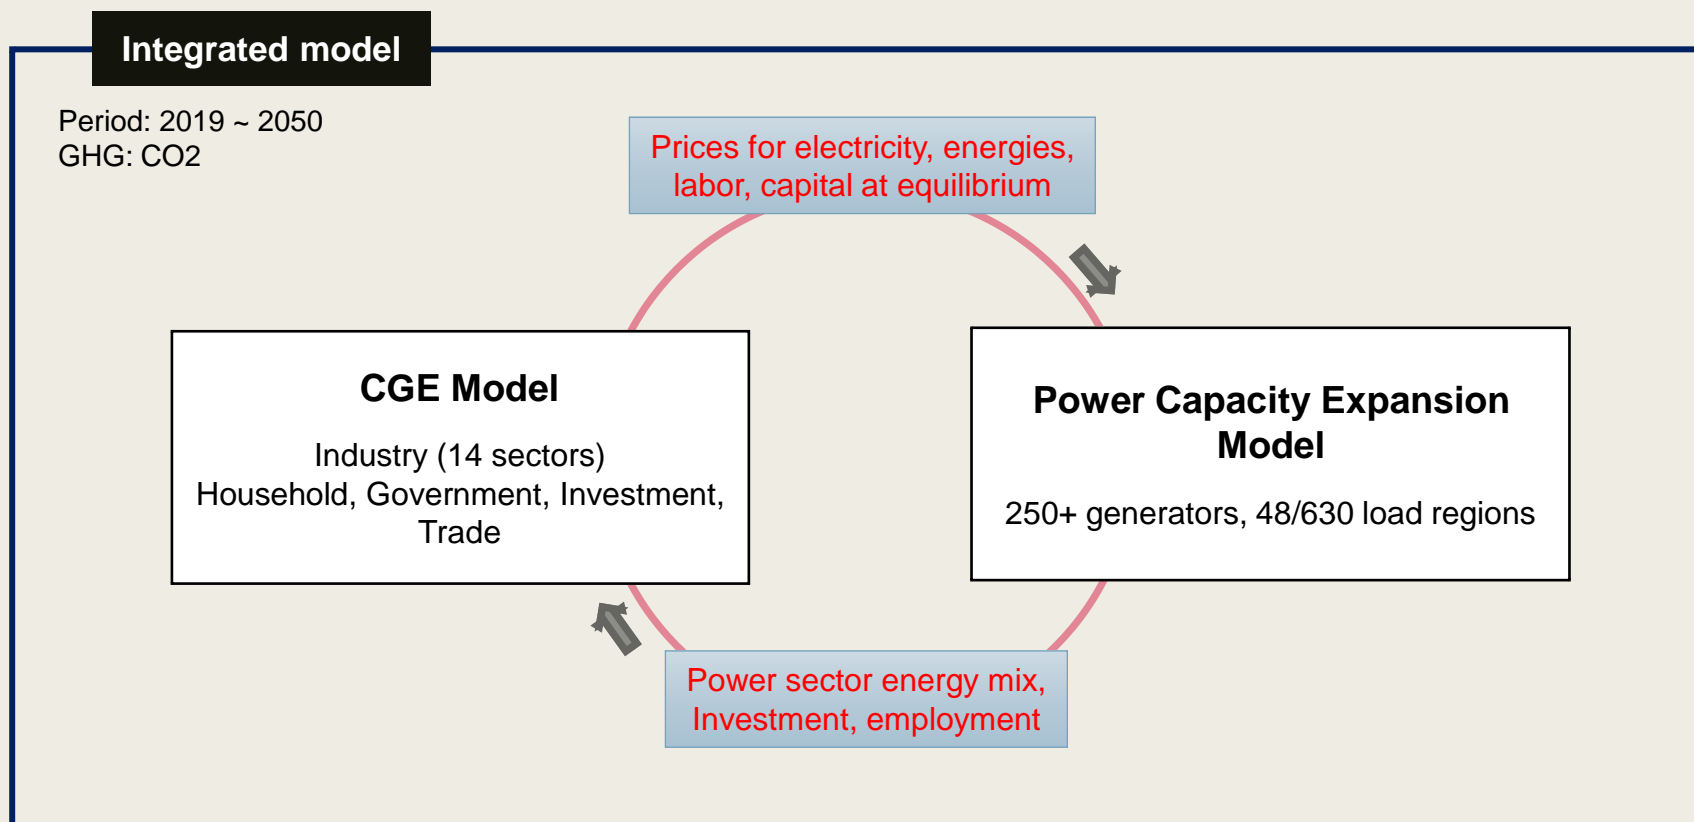 Integrated model
Period: 2019 ~ 2050
GHG: CO2
Prices for electricity, energies,
labor, capital at equilibrium
CGE Model
Industry (14 sectors)
Household, Government, Investment,
Trade
Power Capacity Expansion
Model
250+ generators, 48/630 load regions
Power sector energy mix,
Investment, employment